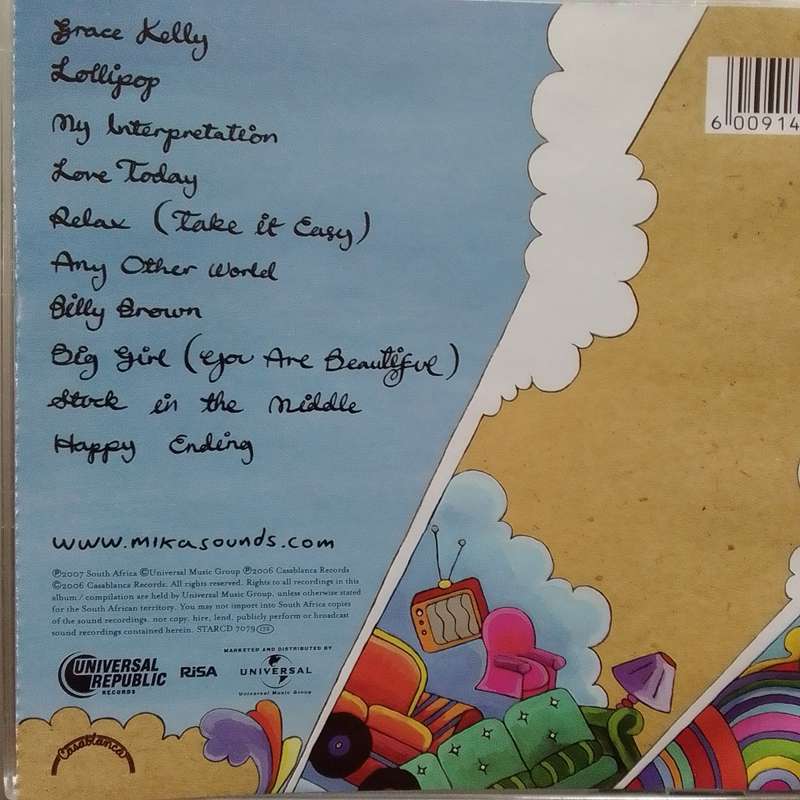 Grace Kelly
Lollipop
My Interpretation
Love Today
Relax (Take it Easy)
Any Other World
Billy Brown
Big Girl (You Are Beautiful)
Stuck in the Middle
Happy Ending
www.mikasounds.com
℗2007 South Africa ©Universal Music Group ℗2006 Casablanca Records
©2006 Casablanca Records. All rights reserved. Rights to all recordings in this
album / compilation are held by Universal Music Group, unless otherwise stated
for the South African territory. You may not import into South Africa copies
of the sound recordings, nor copy, hire, lend, publicly perform or broadcast
sound recordings contained herein. STARCD 7079
MARKETED AND DISTRIBUTED BY
UNIVERSAL
REPUBLIC
RECORDS
RiSA
UNIVERSAL
Universal Music Group
Casablanca
6 00914